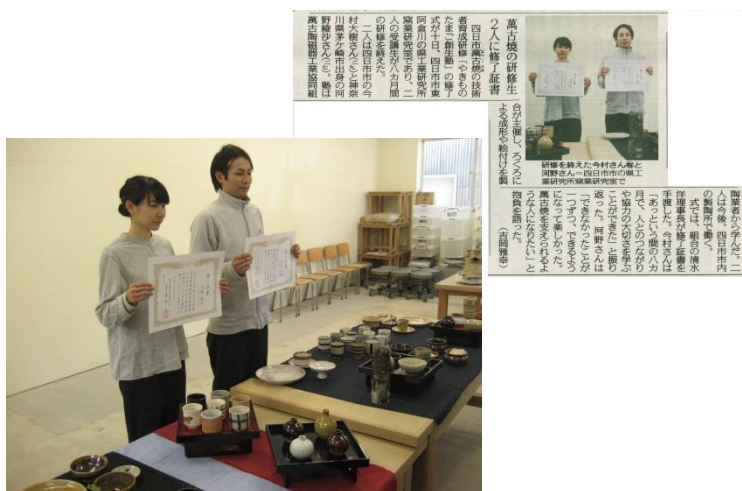 萬古焼の研修生
２人に修了証書
四日市萬古焼の技術
者育成研修「やきもの
たまご創生塾」の修了
式が十日、四日市市東
阿倉川の県工業研究所
窯業研究室であり、二
人の受講生が八カ月間
の研修を終えた。
二人は四日市市の今
村大樹さんと神奈
川県茅ケ崎市出身の河
野綾沙さん。塾は
萬古陶磁器工業協同組
合が主催し、ろくろに
よる成形や絵付けを製
陶業者から学んだ。二
人は今後、四日市市内
の製陶所で働く。
式では、組合の清水
洋理事長が修了証書を
手渡した。今村さんは
「あっという間の八カ
月で、人とのつながり
や協力の大切さを学ぶ
ことができた」と振り
返った。河野さんは
「できなかったことが
一つずつ、できるよう
になって楽しかった。
萬古焼を支えられるよ
うな人になりたい」と
抱負を語った。
（吉岡雅幸）
研修を終えた今村さん㊨と
河野さん＝四日市市の県工
業研究所窯業研究室で